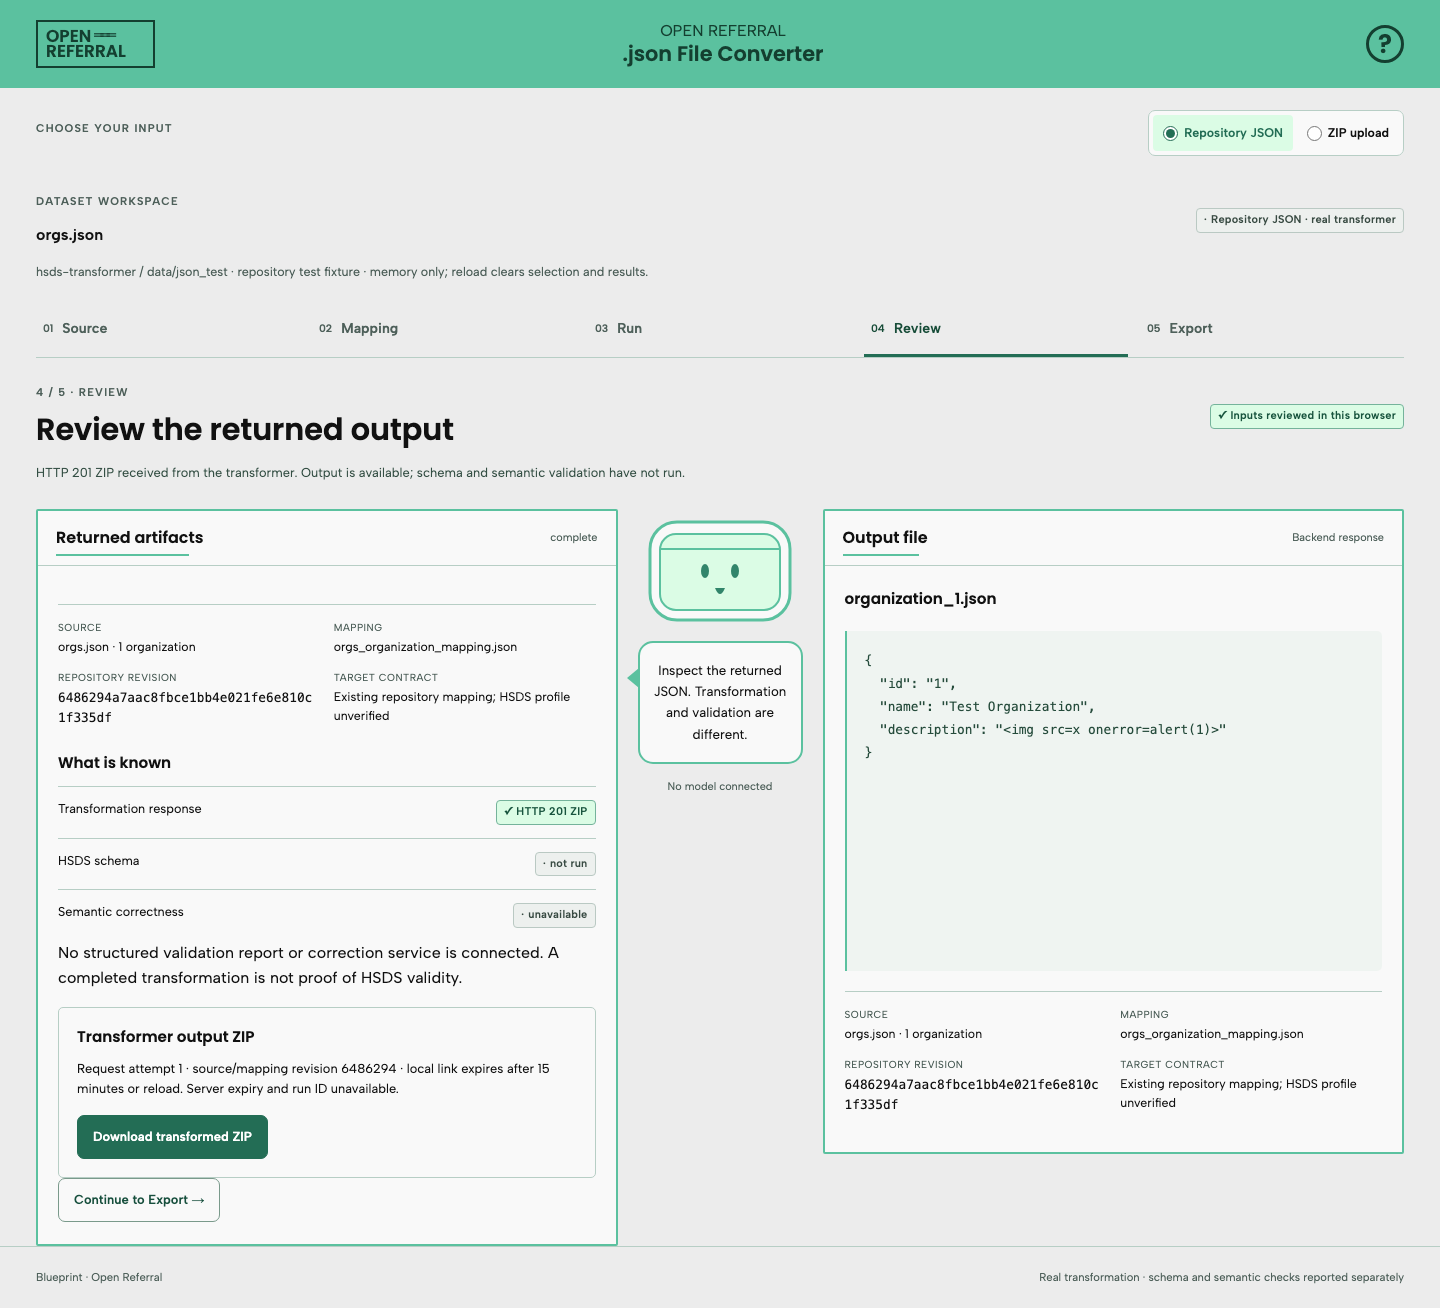 OPEN
REFERRAL
OPEN REFERRAL
.json File Converter
?
CHOOSE YOUR INPUT
Repository JSON
ZIP upload
DATASET WORKSPACE
orgs.json
· Repository JSON · real transformer
hsds-transformer / data/json_test · repository test fixture · memory only; reload clears selection and results.
01 Source
02 Mapping
03 Run
04 Review
05 Export
4 / 5 · REVIEW
Review the returned output
✓ Inputs reviewed in this browser
HTTP 201 ZIP received from the transformer. Output is available; schema and semantic validation have not run.
Returned artifacts
complete
SOURCE
orgs.json · 1 organization
MAPPING
orgs_organization_mapping.json
REPOSITORY REVISION
6486294a7aac8fbce1bb4e021fe6e810c
1f335df
TARGET CONTRACT
Existing repository mapping; HSDS profile
unverified
What is known
Transformation response
✓ HTTP 201 ZIP
HSDS schema
· not run
Semantic correctness
· unavailable
No structured validation report or correction service is connected. A
completed transformation is not proof of HSDS validity.
Transformer output ZIP
Request attempt 1 · source/mapping revision 6486294 · local link expires after 15
minutes or reload. Server expiry and run ID unavailable.
Download transformed ZIP
Continue to Export →
Inspect the returned
JSON. Transformation
and validation are
different.
No model connected
Output file
Backend response
organization_1.json
{
"id": "1",
"name": "Test Organization",
"description": "<img src=x onerror=alert(1)>"
}
SOURCE
orgs.json · 1 organization
MAPPING
orgs_organization_mapping.json
REPOSITORY REVISION
6486294a7aac8fbce1bb4e021fe6e810c
1f335df
TARGET CONTRACT
Existing repository mapping; HSDS profile
unverified
Blueprint · Open Referral
Real transformation · schema and semantic checks reported separately